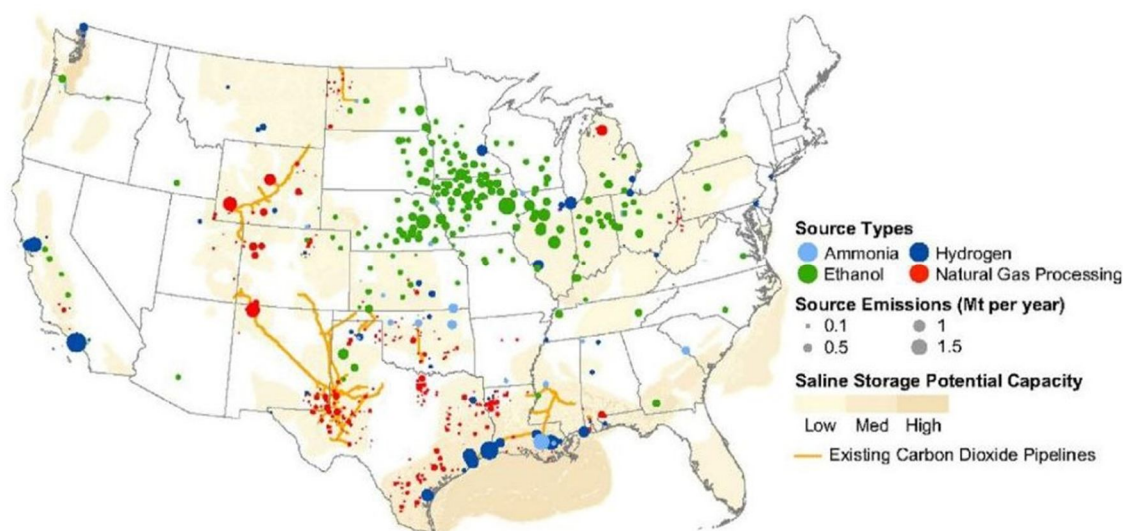 Source Types
Ammonia Hydrogen
Ethanol Natural Gas Processing
Source Emissions (Mt per year)
0.1 1
0.5 1.5
Saline Storage Potential Capacity
Low Med High
Existing Carbon Dioxide Pipelines